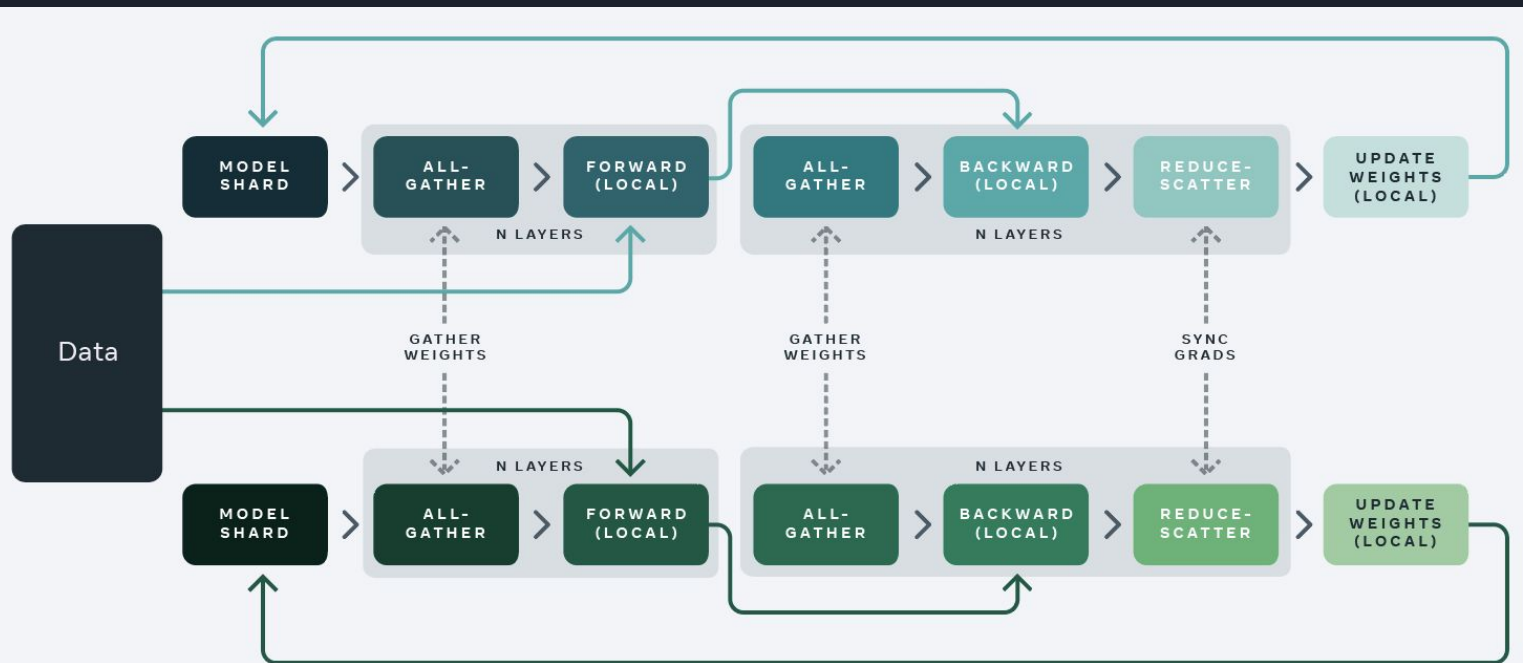 MODEL
SHARD
ALL-
GATHER
FORWARD
(LOCAL)
N LAYERS
ALL-
GATHER
BACKWARD
(LOCAL)
REDUCE-
SCATTER
N LAYERS
UPDATE
WEIGHTS
(LOCAL)
Data
GATHER
WEIGHTS
GATHER
WEIGHTS
SYNC
GRADS
MODEL
SHARD
N LAYERS
ALL-
GATHER
FORWARD
(LOCAL)
N LAYERS
ALL-
GATHER
BACKWARD
(LOCAL)
REDUCE-
SCATTER
UPDATE
WEIGHTS
(LOCAL)